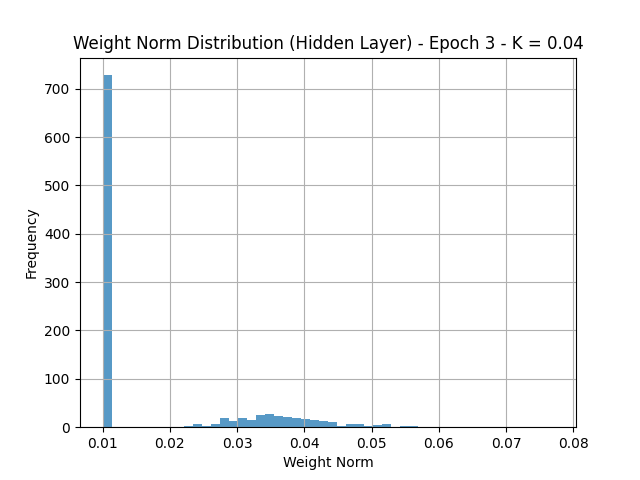 Weight Norm Distribution (Hidden Layer) - Epoch 3 - K = 0.04
700
600
500
400
300
200
100
0
Frequency
0.01 0.02 0.03 0.04 0.05 0.06 0.07 0.08
Weight Norm